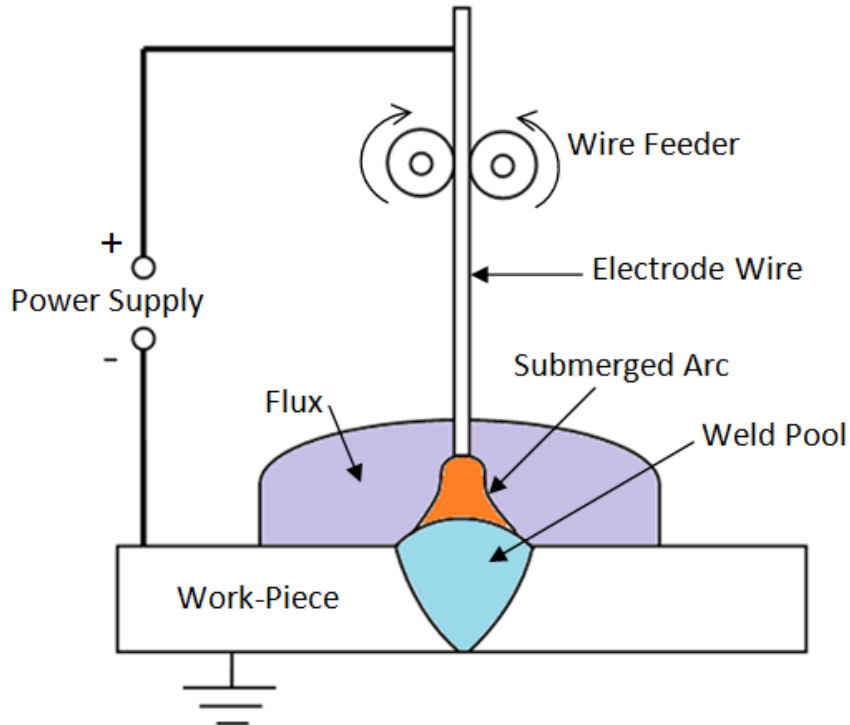 Wire Feeder
+
Electrode Wire
Power Supply
-
Submerged Arc
Flux
Weld Pool
Work-Piece